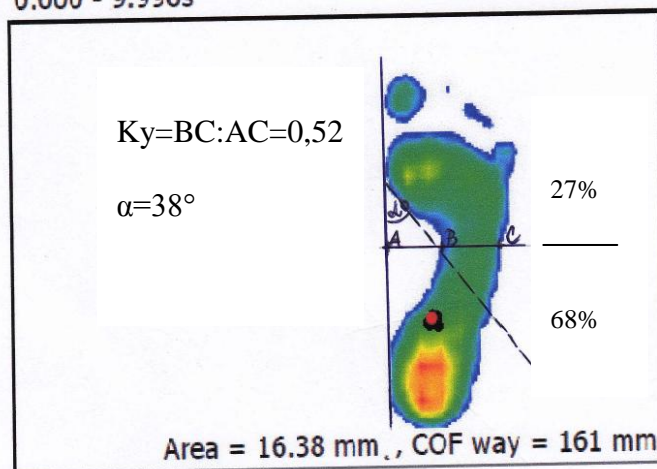 0.000 - 9.990s
Ky=BC:AC=0,52
α=38°
27%
α°
A B C
68%
Area = 16.38 mm , COF way = 161 mm